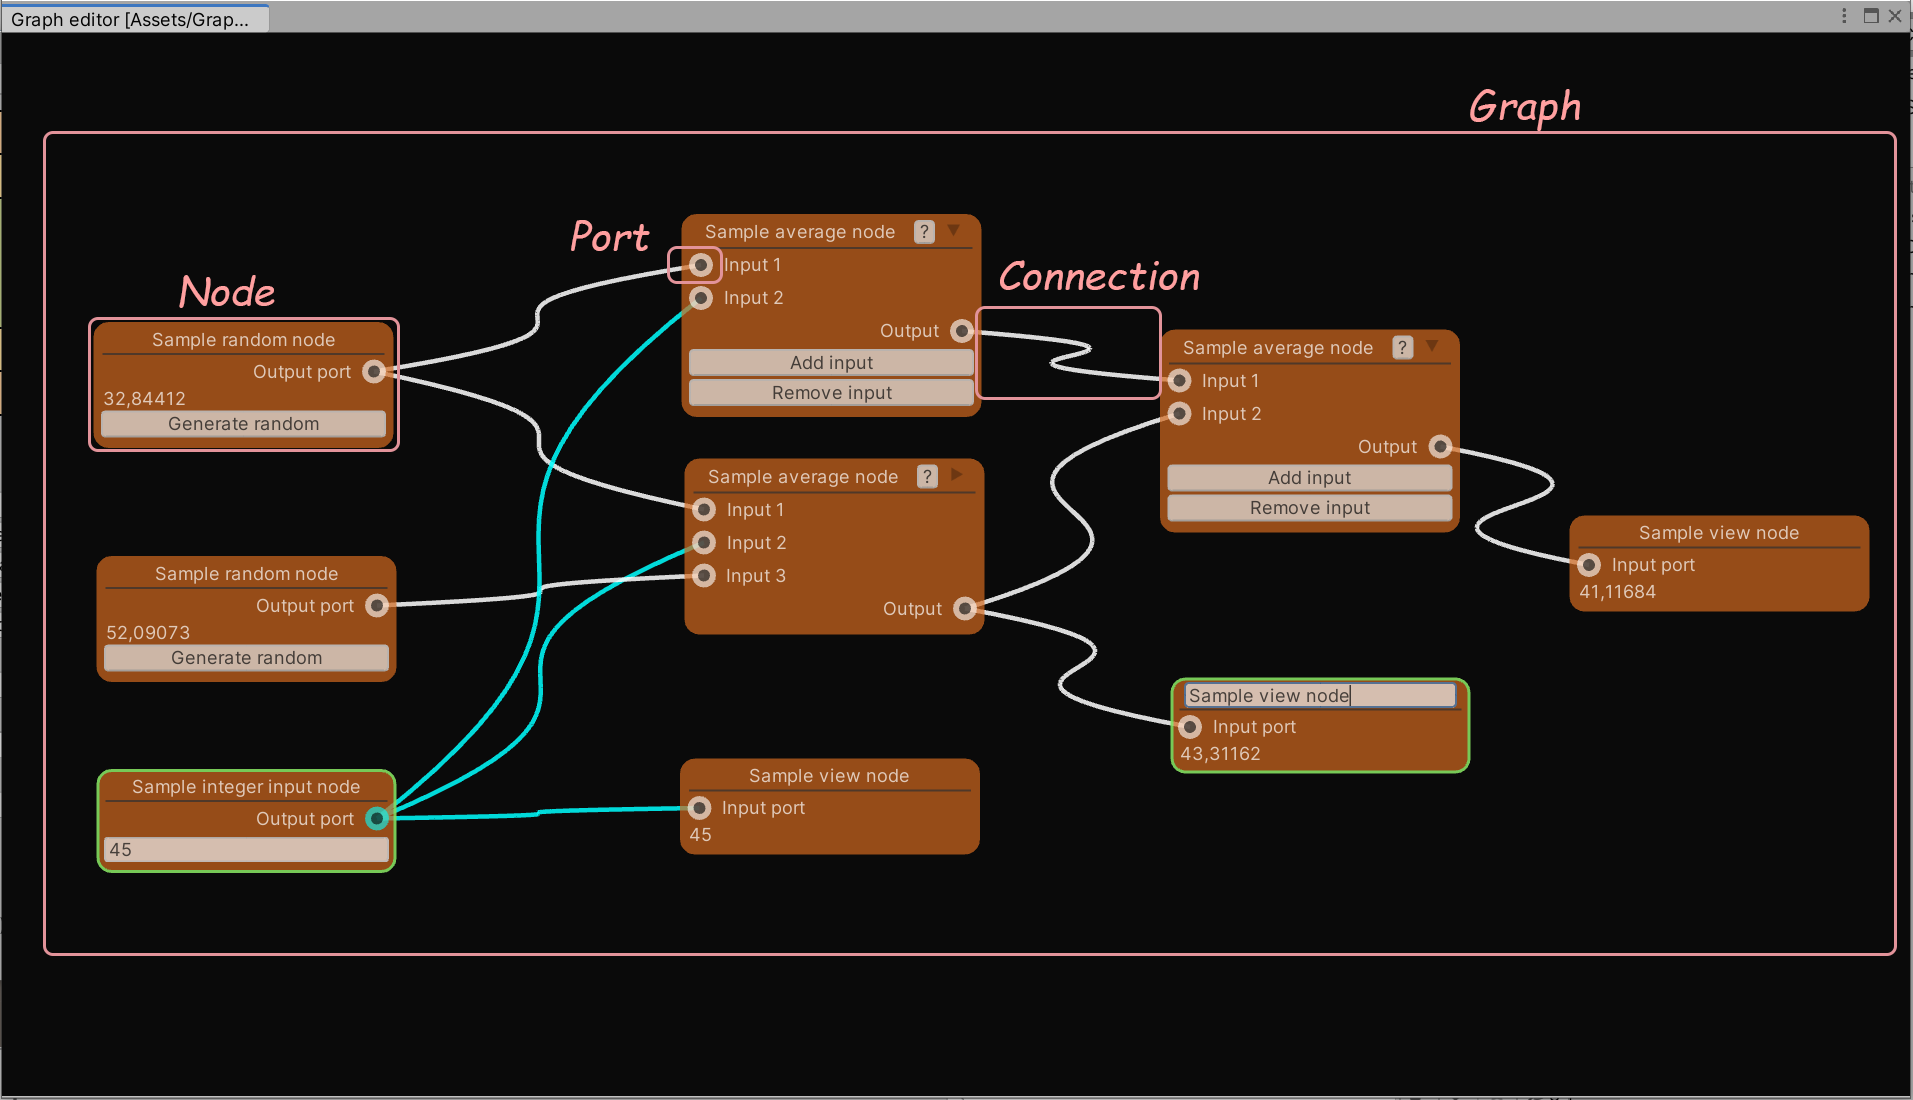 Graph editor [Assets/Grap...
Graph
Port
Node
Connection
Sample random node
Output port
32,84412
Generate random
Sample random node
Output port
52,09073
Generate random
Sample integer input node
Output port
45
Sample average node ?
Input 1
Input 2
Output
Add input
Remove input
Sample average node ?
Input 1
Input 2
Input 3
Output
Sample view node
Input port
45
Sample average node ?
Input 1
Input 2
Output
Add input
Remove input
Sample view node
Input port
43,31162
Sample view node
Input port
41,11684